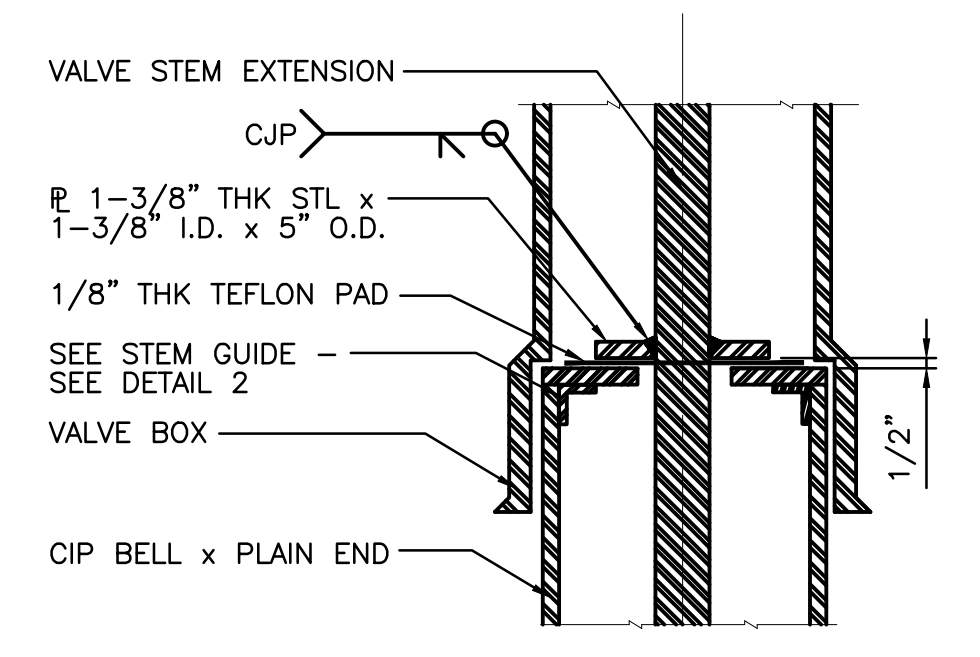 VALVE STEM EXTENSION
CJP
℄ 1-3/8” THK STL x
1-3/8” I.D. x 5” O.D.
1/8” THK TEFLON PAD
SEE STEM GUIDE -
SEE DETAIL 2
VALVE BOX
1/2”
CIP BELL x PLAIN END